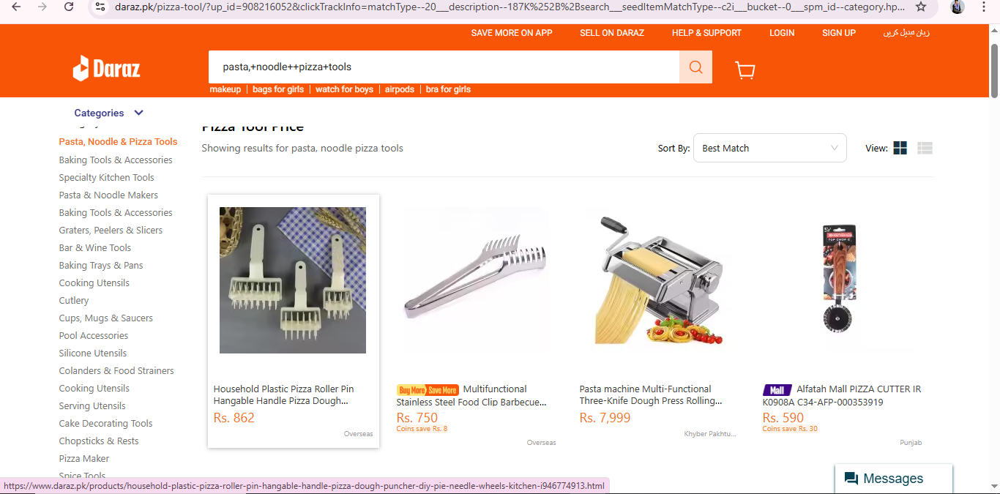 daraz.pk/pizza-tool/?up_id=908216052&clickTrackInfo=matchType--20___description--187K%252B%2Bsearch___seedItemMatchType--c2i___bucket--0___spm_id--category.hp...
SAVE MORE ON APP
SELL ON DARAZ
HELP & SUPPORT
LOGIN
SIGN UP
زبان تبدیل کریں
Daraz
pasta,+noodle++pizza+tools
makeup | bags for girls | watch for boys | airpods | bra for girls
Categories
Pasta, Noodle & Pizza Tools
Baking Tools & Accessories
Specialty Kitchen Tools
Pasta & Noodle Makers
Baking Tools & Accessories
Graters, Peelers & Slicers
Bar & Wine Tools
Baking Trays & Pans
Cooking Utensils
Cutlery
Cups, Mugs & Saucers
Pool Accessories
Silicone Utensils
Colanders & Food Strainers
Cooking Utensils
Serving Utensils
Cake Decorating Tools
Chopsticks & Rests
Pizza Maker
Spice Tools
Pizza Tool Price
Showing results for pasta, noodle pizza tools
Sort By:
Best Match
View:
Household Plastic Pizza Roller Pin
Hangable Handle Pizza Dough...
Rs. 862
Overseas
Buy More Save More Multifunctional
Stainless Steel Food Clip Barbecue...
Rs. 750
Coins save Rs. 8
Overseas
Pasta machine Multi-Functional
Three-Knife Dough Press Rolling...
Rs. 7,999
Khyber Pakhtu...
TOP CHOP
Mall Alfatah Mall PIZZA CUTTER IR
K0908A C34-AFP-000353919
Rs. 590
Coins save Rs. 30
Punjab
Messages
https://www.daraz.pk/products/household-plastic-pizza-roller-pin-hangable-handle-pizza-dough-puncher-diy-pie-needle-wheels-kitchen-i946774913.html